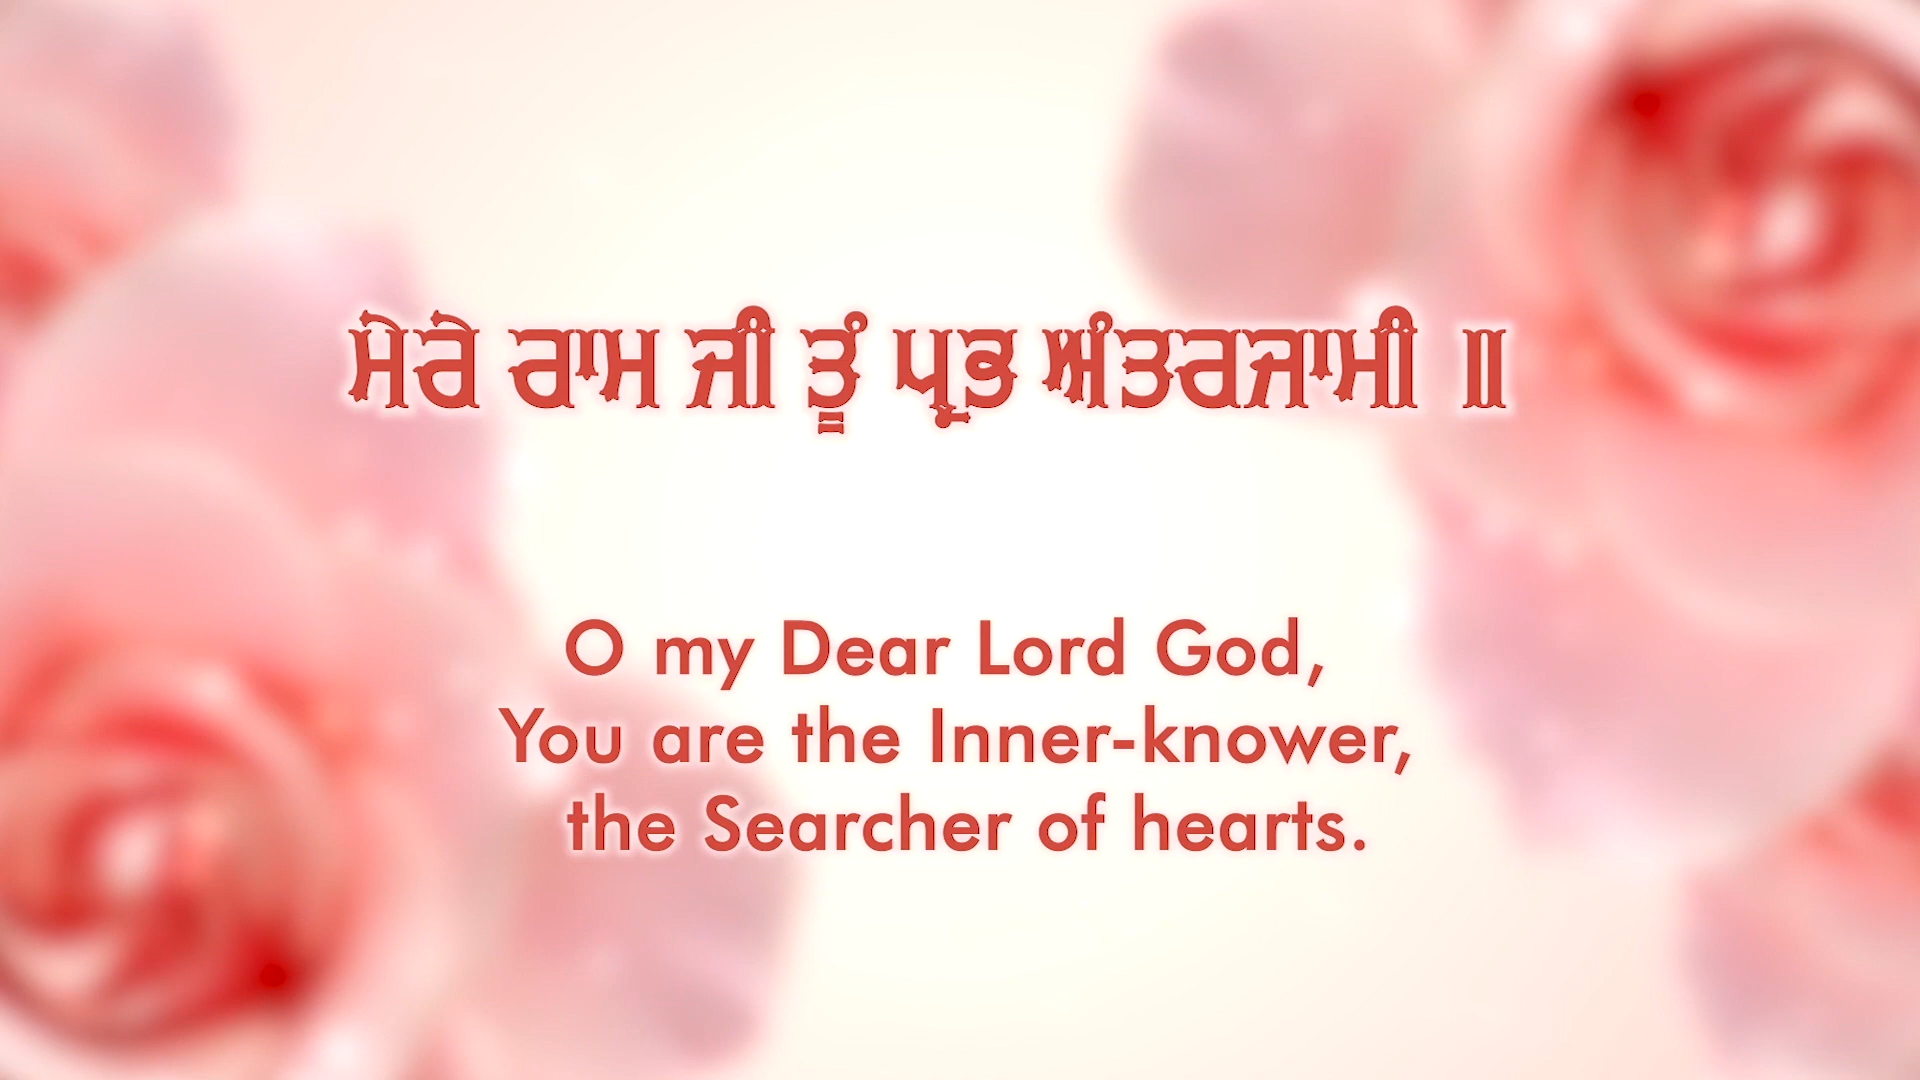 ਮੇਰੇ ਰਾਮ ਜੀ ਤੂੰ ਪ੍ਰਭ ਅੰਤਰਜਾਮੀ ॥
O my Dear Lord God,
You are the Inner-knower,
the Searcher of hearts.